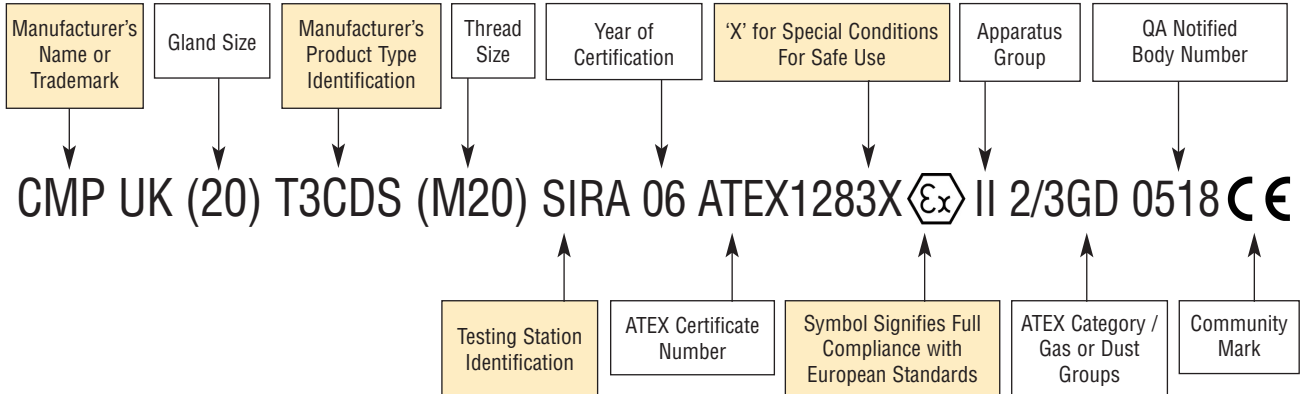 Manufacturer's
Name or
Trademark
Gland Size
Manufacturer's
Product Type
Identification
Thread
Size
Year of
Certification
‘X’ for Special Conditions
For Safe Use
Apparatus
Group
QA Notified
Body Number
CMP UK (20) T3CDS (M20) SIRA 06 ATEX1283X Ex II 2/3GD 0518 CE
Testing Station
Identification
ATEX Certificate
Number
Symbol Signifies Full
Compliance with
European Standards
ATEX Category /
Gas or Dust
Groups
Community
Mark